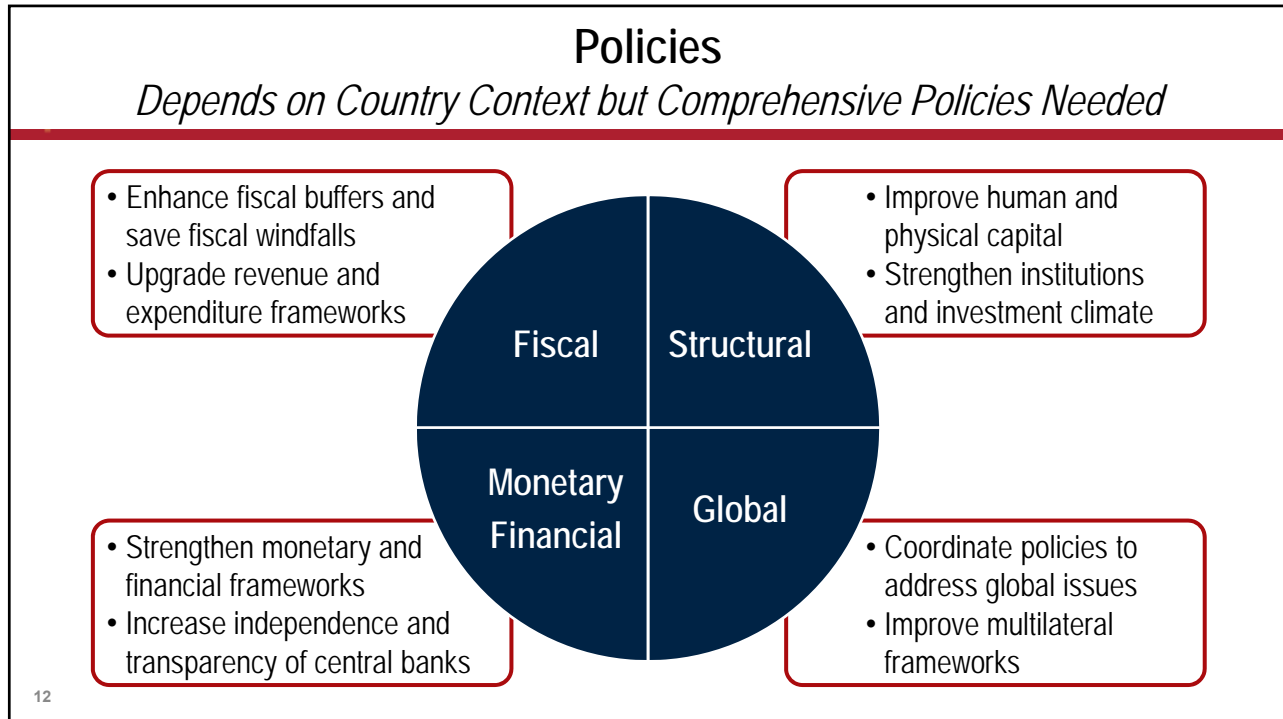 Policies
Depends on Country Context but Comprehensive Policies Needed
• Enhance fiscal buffers and
save fiscal windfalls
• Upgrade revenue and
expenditure frameworks
• Improve human and
physical capital
• Strengthen institutions
and investment climate
Fiscal
Structural
Monetary
Financial
Global
• Strengthen monetary and
financial frameworks
• Increase independence and
transparency of central banks
• Coordinate policies to
address global issues
• Improve multilateral
frameworks
12